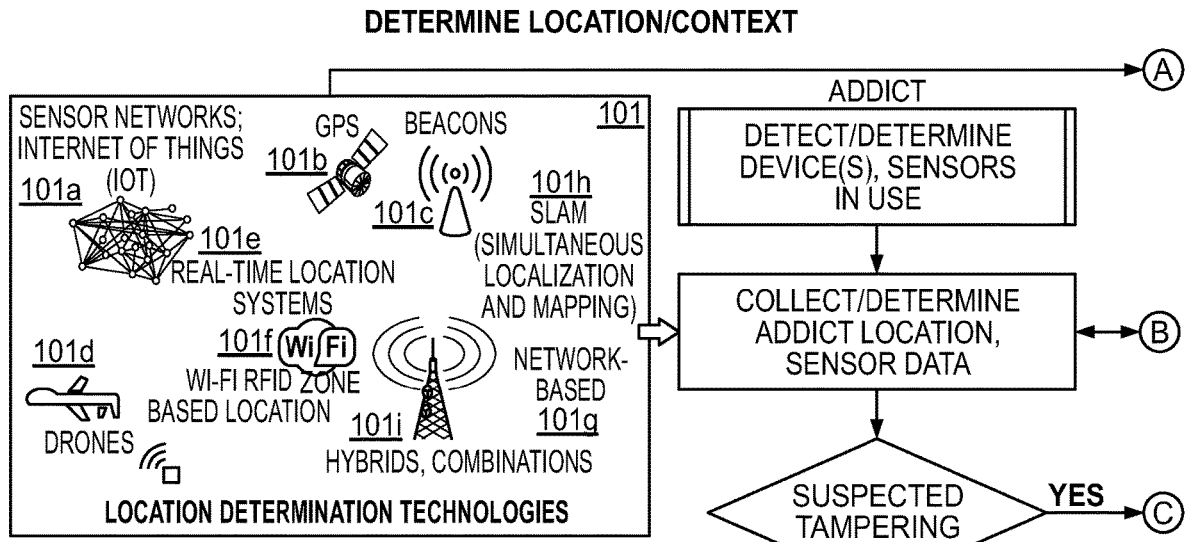 DETERMINE LOCATION/CONTEXT
A
101
SENSOR NETWORKS;
INTERNET OF THINGS
(IOT)
101a
GPS
101b
BEACONS
101c
101h
SLAM
(SIMULTANEOUS
LOCALIZATION
AND MAPPING)
101e
REAL-TIME LOCATION
SYSTEMS
101f
Wi Fi
WI-FI RFID ZONE
BASED LOCATION
101d
DRONES
NETWORK-
BASED
101g
101i
HYBRIDS, COMBINATIONS
LOCATION DETERMINATION TECHNOLOGIES
ADDICT
DETECT/DETERMINE
DEVICE(S), SENSORS
IN USE
COLLECT/DETERMINE
ADDICT LOCATION,
SENSOR DATA
B
SUSPECTED
TAMPERING
YES
C